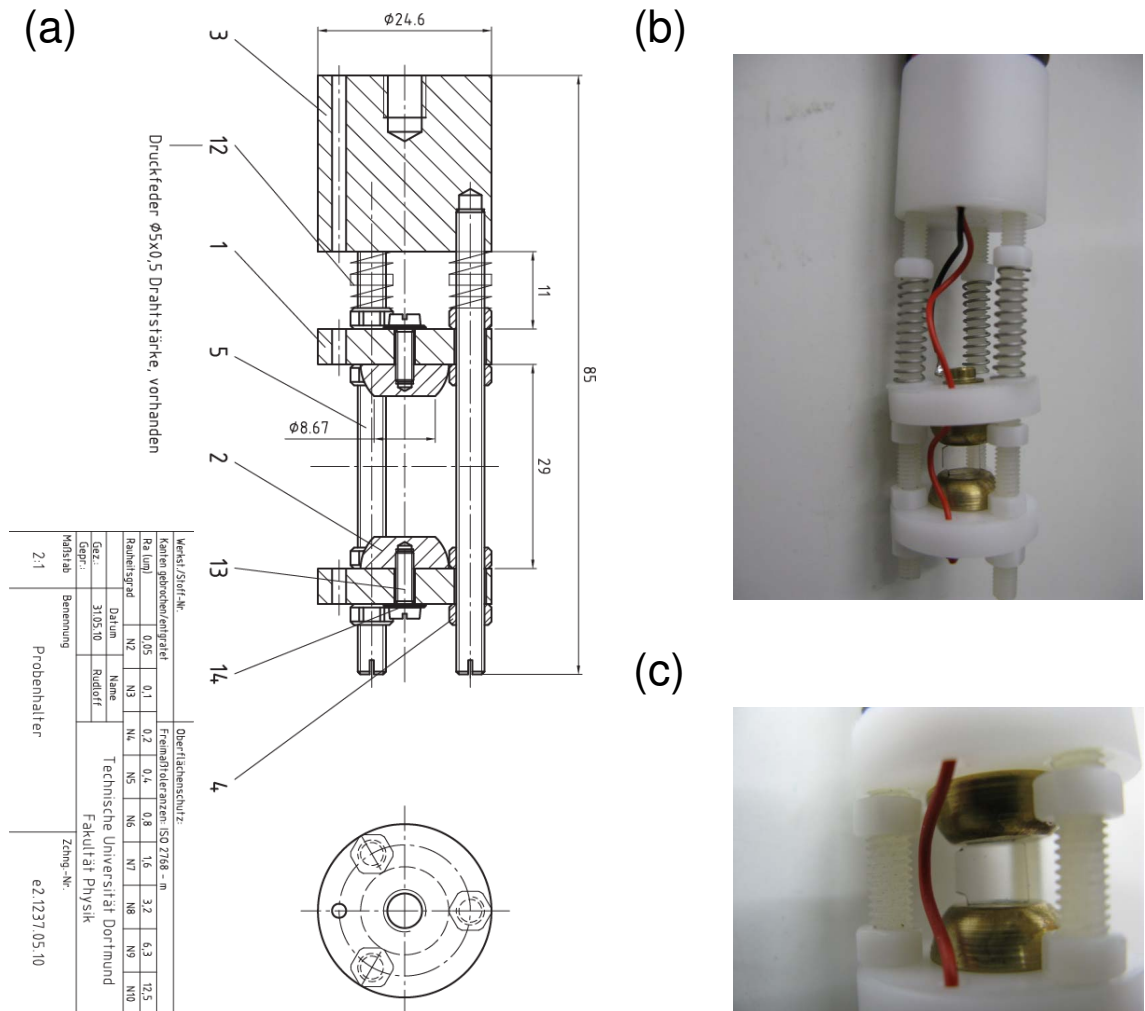 (a)
(b)
(c)
Ø24.6
3
12
Druckfeder Ø5x0,5 Drahtstärke, vorhanden
1
5
2
13
14
4
11
85
29
Ø8.67
Werkst./Stoff-Nr.
Oberflächenschutz:
Kanten gebrochen/entgratet
Freimaßtoleranzen: ISO 2768 - m
Ra (um) 0,05 0,1 0,2 0,4 0,8 1,6 3,2 6,3 12,5
Rauheitsgrad N2 N3 N4 N5 N6 N7 N8 N9 N10
Datum Name
Gez.: 31.05.10 Rudloff
Gepr.:
Technische Universität Dortmund
Fakultät Physik
Maßstab Benennung Zchng.-Nr.
2:1 Probenhalter e2.1237.05.10